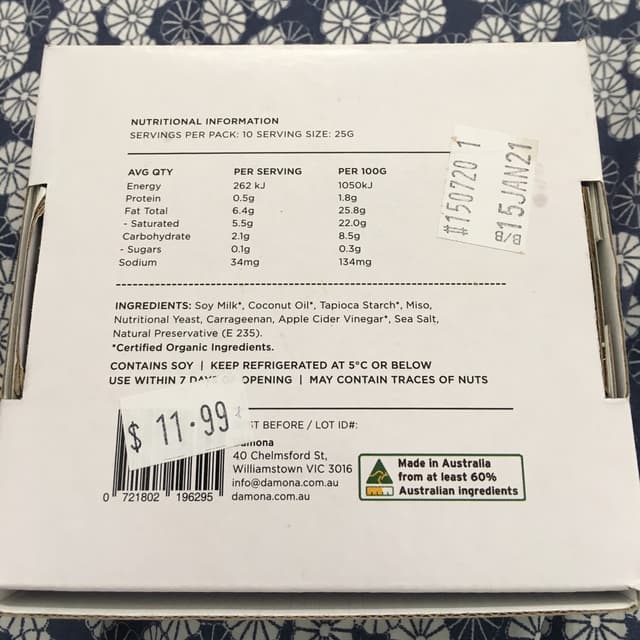 NUTRITIONAL INFORMATION
SERVINGS PER PACK: 10 SERVING SIZE: 25G
AVG QTY PER SERVING PER 100G
Energy 262 kJ 1050kJ
Protein 0.5g 1.8g
Fat Total 6.4g 25.8g
- Saturated 5.5g 22.0g
Carbohydrate 2.1g 8.5g
- Sugars 0.1g 0.3g
Sodium 34mg 134mg
#150720 1
B/B 15JAN21
INGREDIENTS: Soy Milk*, Coconut Oil*, Tapioca Starch*, Miso,
Nutritional Yeast, Carrageenan, Apple Cider Vinegar*, Sea Salt,
Natural Preservative (E 235).
*Certified Organic Ingredients.
CONTAINS SOY | KEEP REFRIGERATED AT 5°C OR BELOW
USE WITHIN 7 OPENING | MAY CONTAIN TRACES OF NUTS
$ 11.99
BEFORE / LOT ID#:
40 Chelmsford St,
Williamstown VIC 3016
info@damona.com.au
damona.com.au
0 721802 196295
Made in Australia
from at least 60%
Australian ingredients